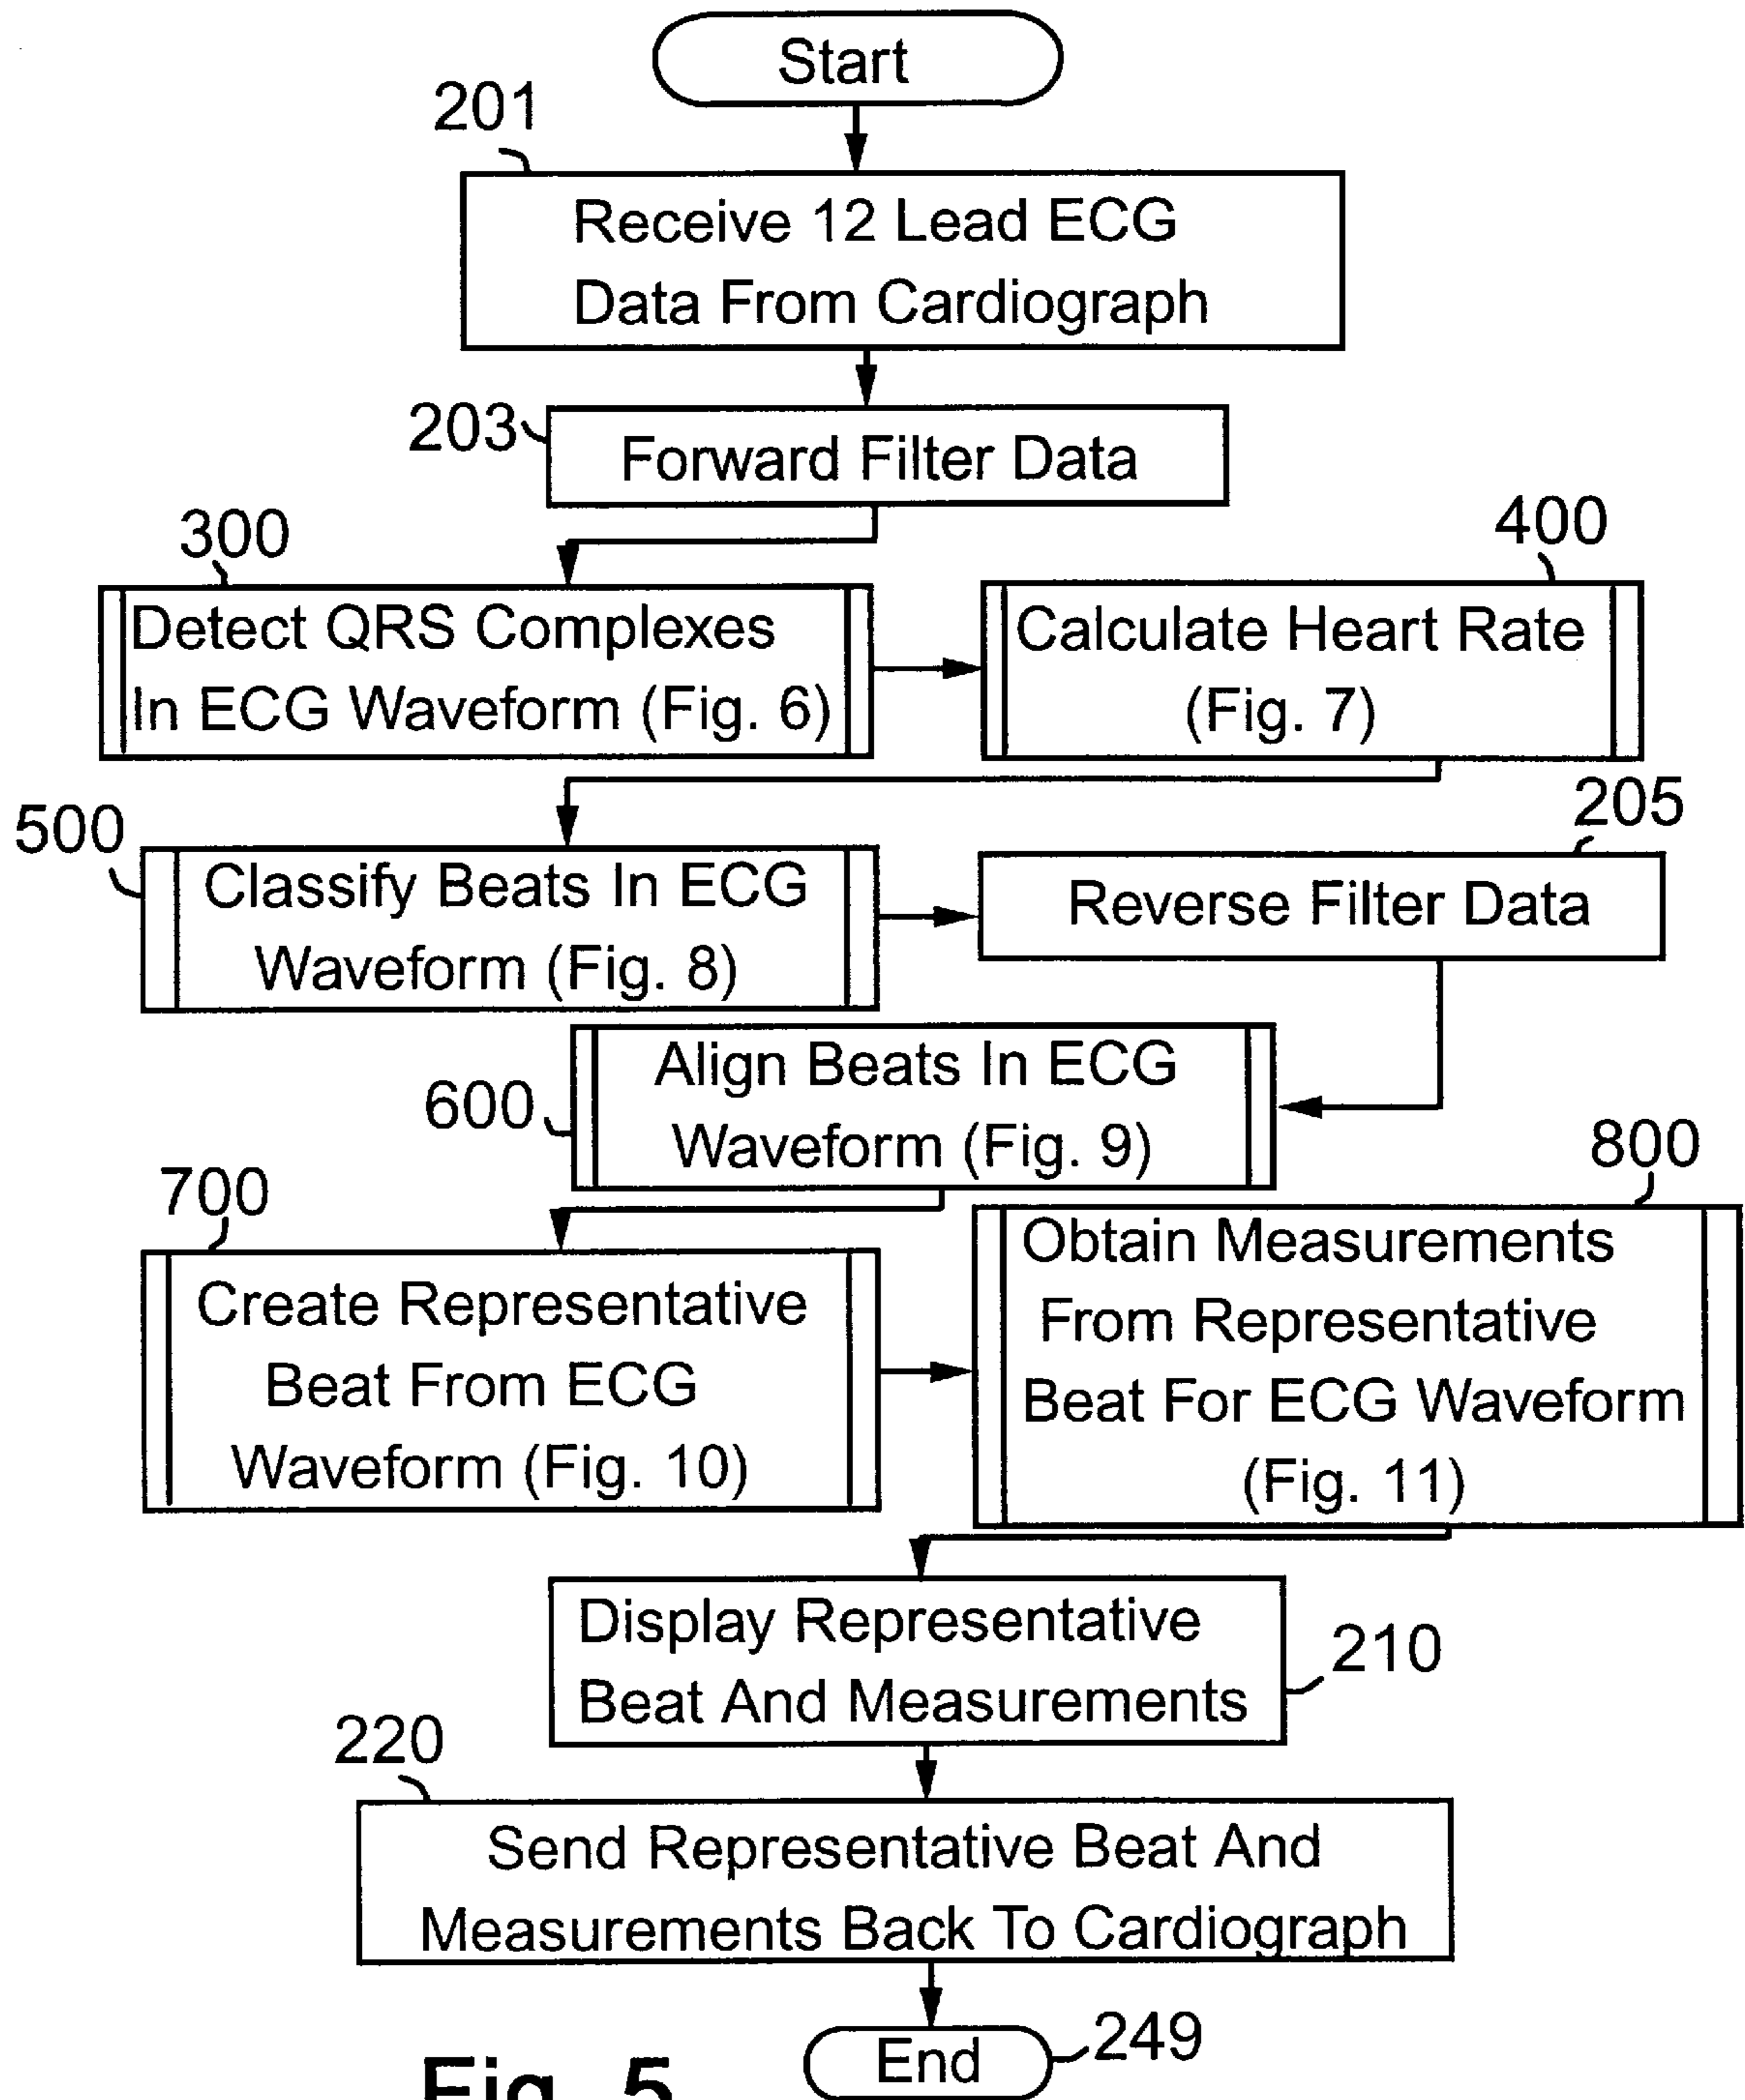 Start
201
Receive 12 Lead ECG
Data From Cardiograph
203
Forward Filter Data
300
400
Detect QRS Complexes
In ECG Waveform (Fig. 6)
Calculate Heart Rate
(Fig. 7)
500
205
Classify Beats In ECG
Waveform (Fig. 8)
Reverse Filter Data
600
Align Beats In ECG
Waveform (Fig. 9)
700
800
Create Representative
Beat From ECG
Waveform (Fig. 10)
Obtain Measurements
From Representative
Beat For ECG Waveform
(Fig. 11)
Display Representative
Beat And Measurements
210
220
Send Representative Beat And
Measurements Back To Cardiograph
End
249
Fig. 5